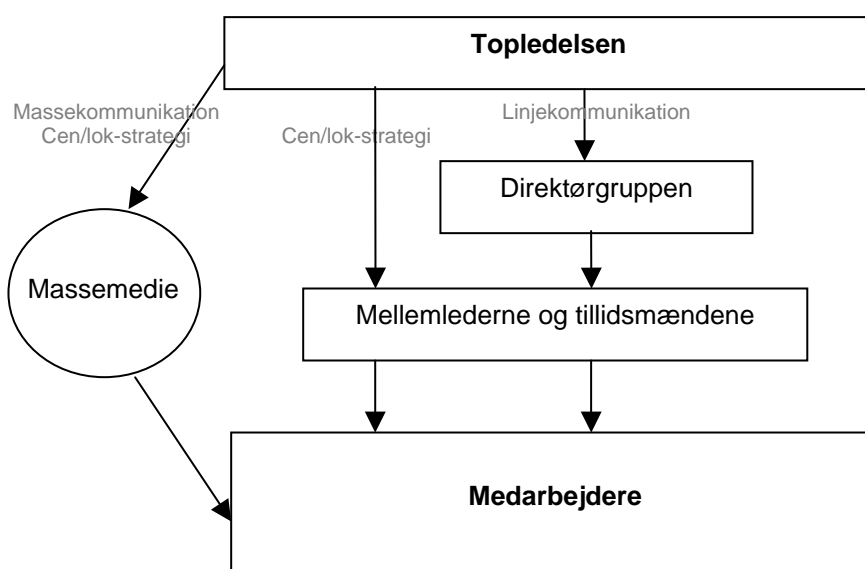 Topledelsen
Massekommunikation
Cen/lok-strategi
Cen/lok-strategi
Linjekommunikation
Direktørgruppen
Massemedie
Mellemlederne og tillidsmændene
Medarbejdere